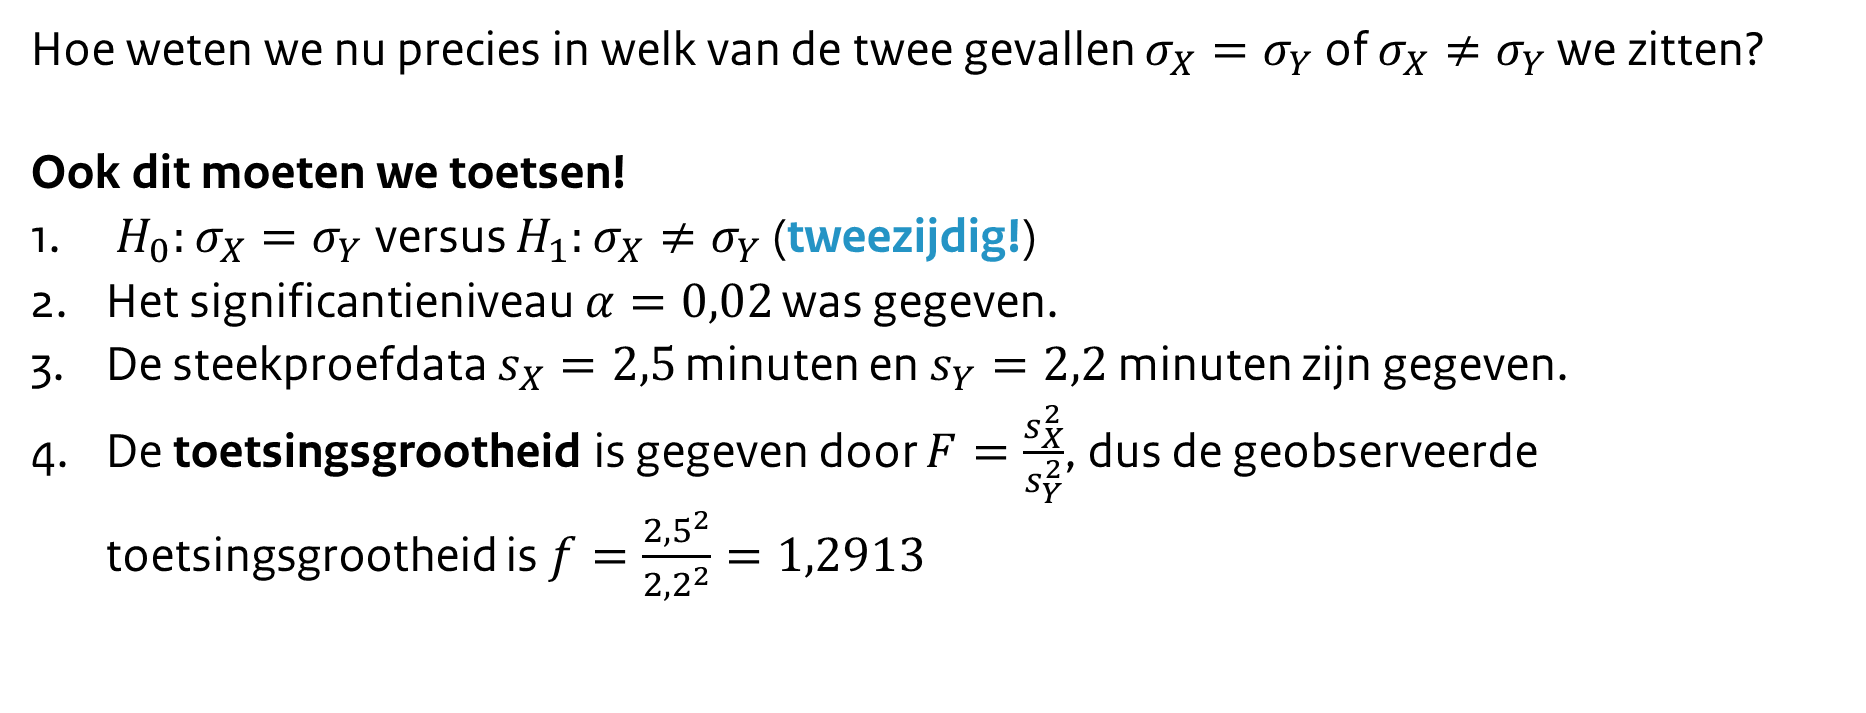 Hoe weten we nu precies in welk van de twee gevallen σ_X = σ_Y of σ_X ≠ σ_Y we zitten?
Ook dit moeten we toetsen!
1. H_0: σ_X = σ_Y versus H_1: σ_X ≠ σ_Y (tweezijdig!)
2. Het significantieniveau α = 0,02 was gegeven.
3. De steekproefdata s_X = 2,5 minuten en s_Y = 2,2 minuten zijn gegeven.
4. De toetsingsgrootheid is gegeven door F = s_X^2 / s_Y^2, dus de geobserveerde
toetsingsgrootheid is f = 2,5^2 / 2,2^2 = 1,2913